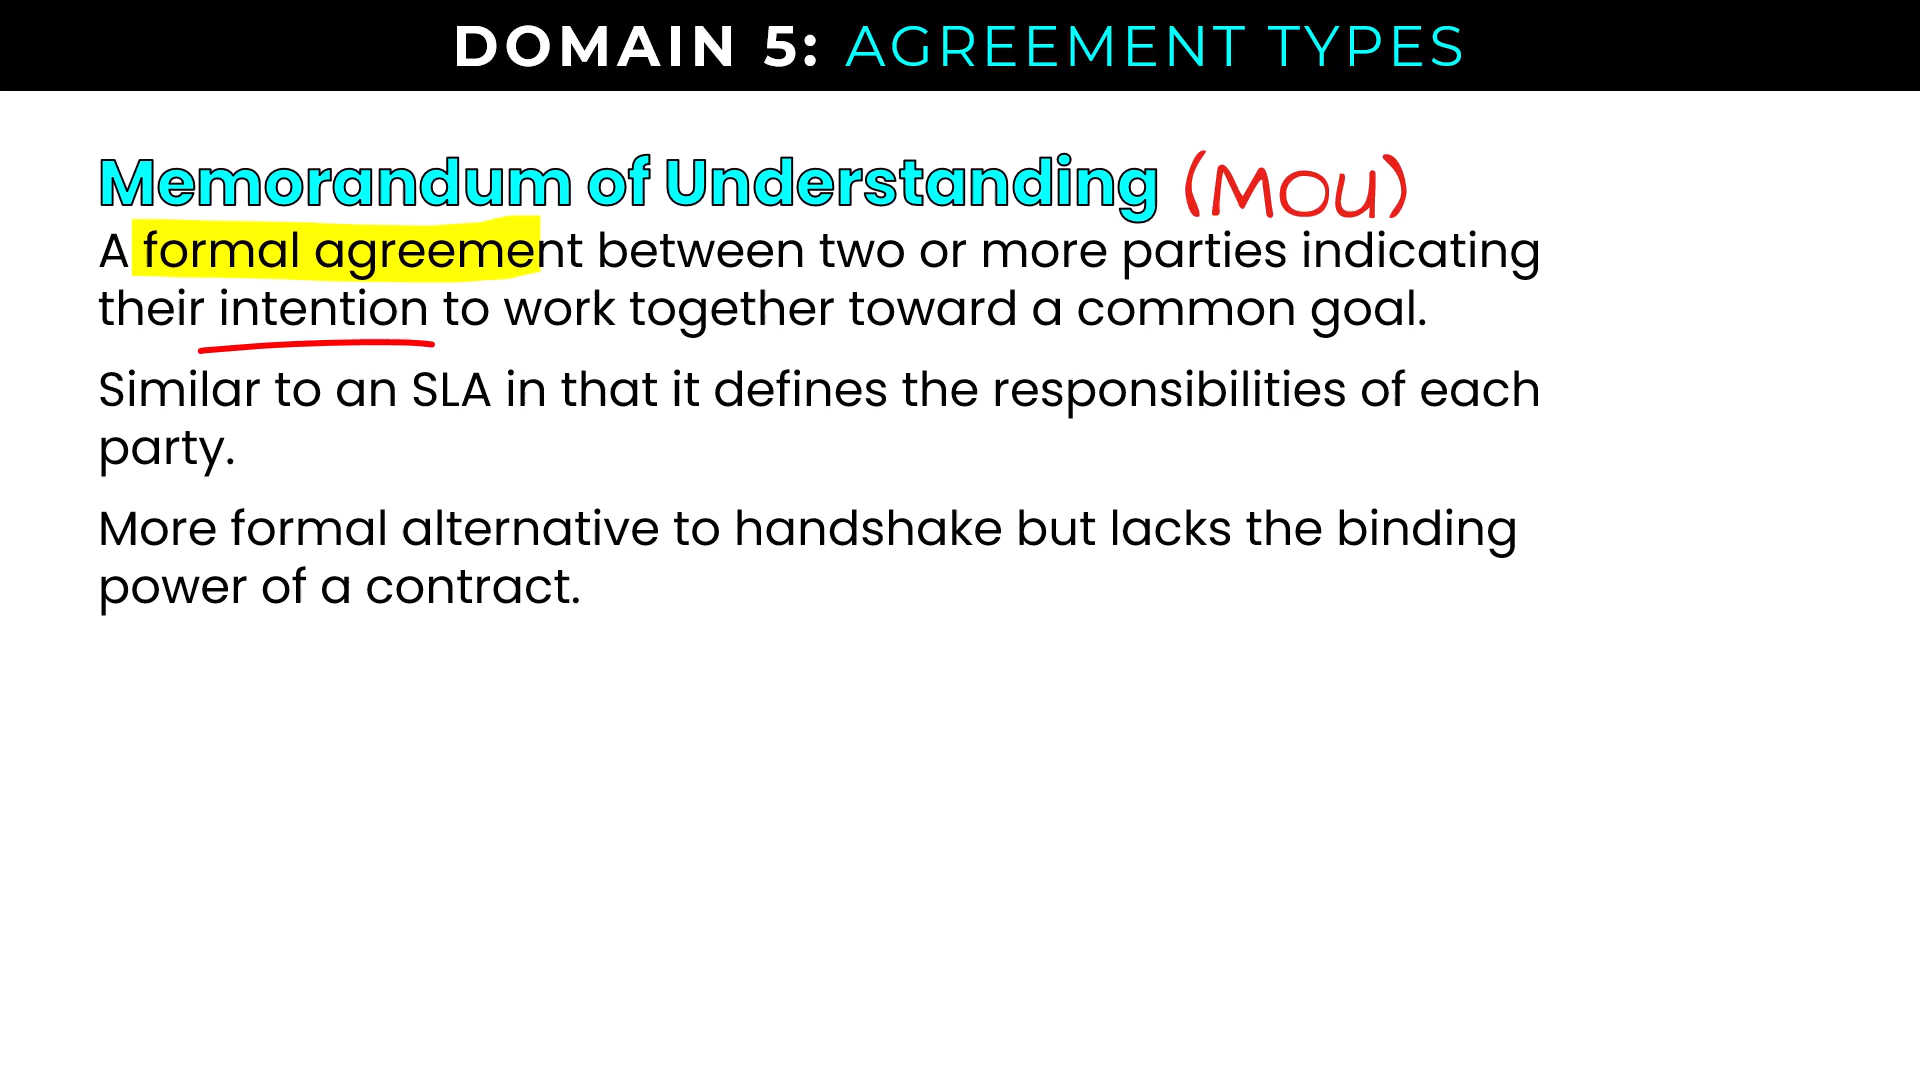 DOMAIN 5: AGREEMENT TYPES
Memorandum of Understanding (MOU)
A formal agreement between two or more parties indicating
their intention to work together toward a common goal.
Similar to an SLA in that it defines the responsibilities of each
party.
More formal alternative to handshake but lacks the binding
power of a contract.